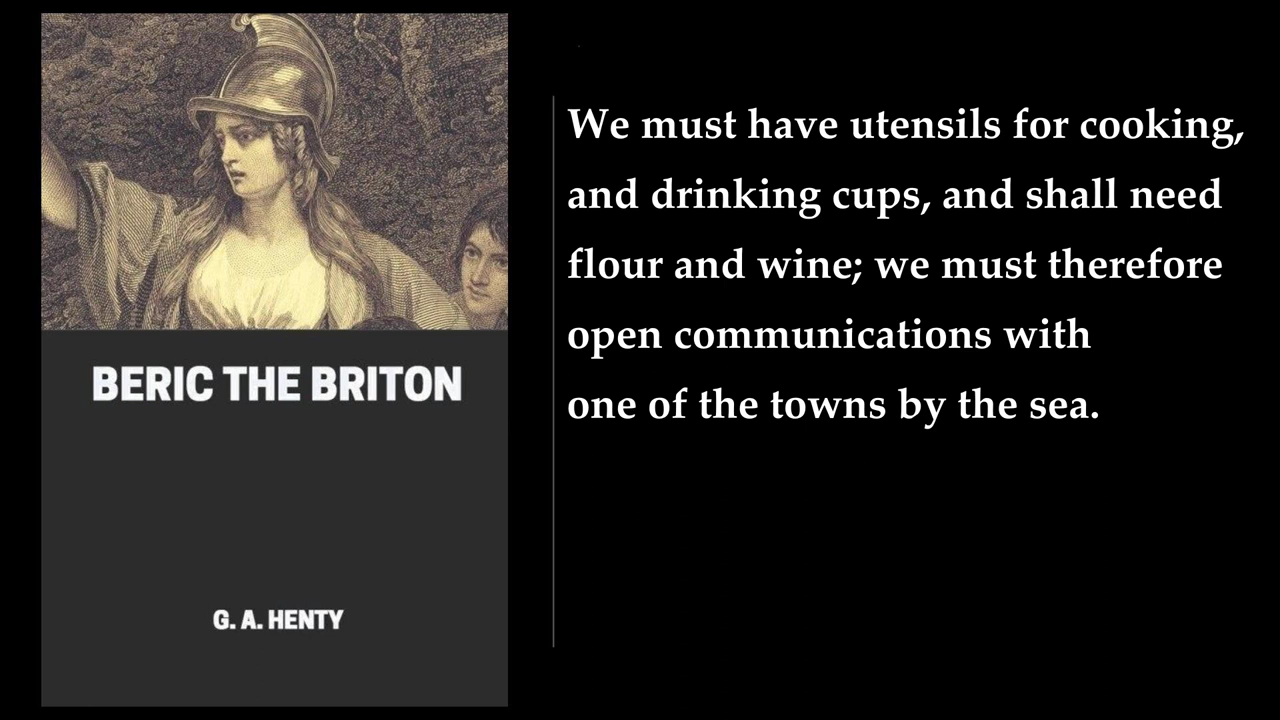 BERIC THE BRITON
G. A. HENTY
We must have utensils for cooking,
and drinking cups, and shall need
flour and wine; we must therefore
open communications with
one of the towns by the sea.